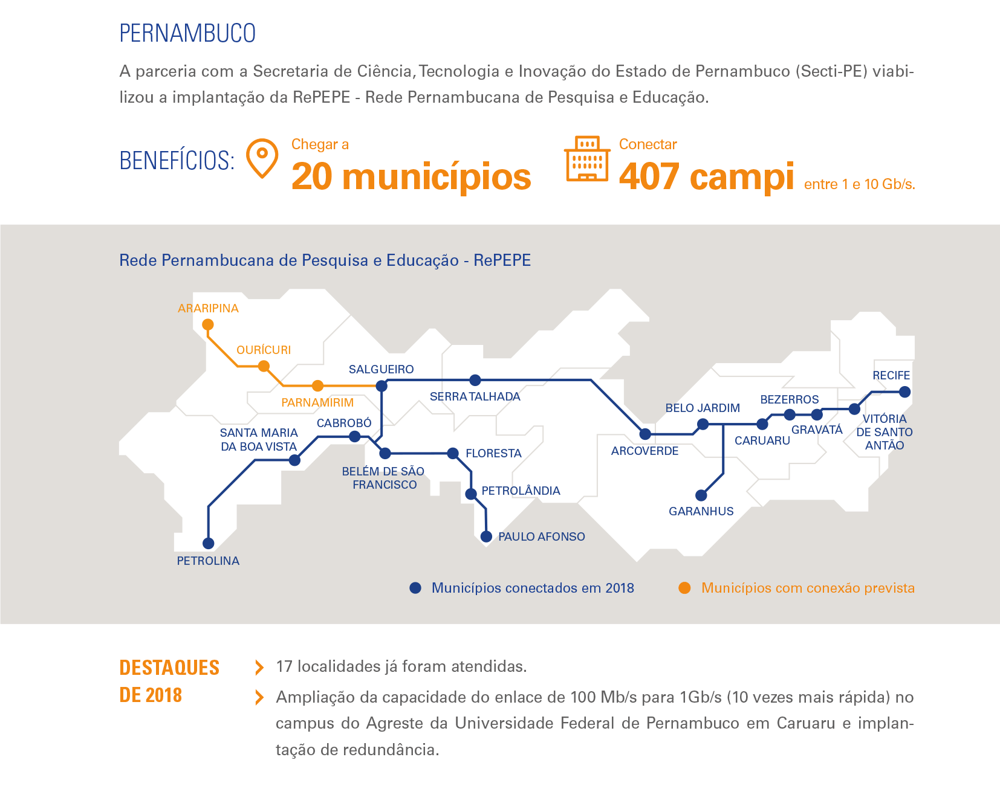 PERNAMBUCO
A parceria com a Secretaria de Ciência, Tecnologia e Inovação do Estado de Pernambuco (Secti-PE) viabi-
lizou a implantação da RePEPE - Rede Pernambucana de Pesquisa e Educação.
BENEFÍCIOS:
Chegar a
20 municípios
Conectar
407 campi entre 1 e 10 Gb/s.
Rede Pernambucana de Pesquisa e Educação - RePEPE
ARARIPINA
OURÍCURI
PARNAMIRIM
SALGUEIRO
SERRA TALHADA
CABROBÓ
SANTA MARIA
DA BOA VISTA
PETROLINA
BELÉM DE SÃO
FRANCISCO
FLORESTA
PETROLÂNDIA
PAULO AFONSO
ARCOVERDE
BELO JARDIM
GARANHUS
CARUARU
BEZERROS
GRAVATÁ
RECIFE
VITÓRIA
DE SANTO
ANTÃO
Municípios conectados em 2018
Municípios com conexão prevista
DESTAQUES
DE 2018
17 localidades já foram atendidas.
Ampliação da capacidade do enlace de 100 Mb/s para 1Gb/s (10 vezes mais rápida) no
campus do Agreste da Universidade Federal de Pernambuco em Caruaru e implan-
tação de redundância.